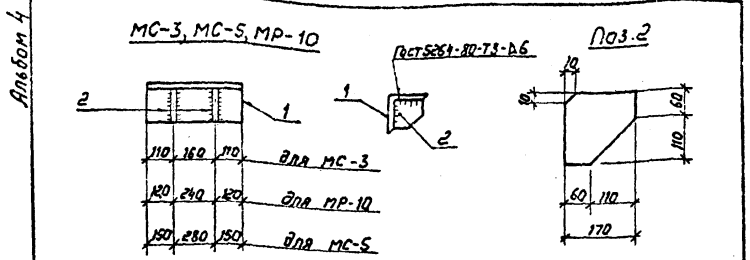 Альбом 4
МС-3, МС-5, МР-10
2
1
110 160 110 для МС-3
120 240 120 для МР-10
150 280 150 для МС-5
ГОСТ 5264-80-Т3-Δ6
1
2
Поз.2
10
10
60
110
60 110
170